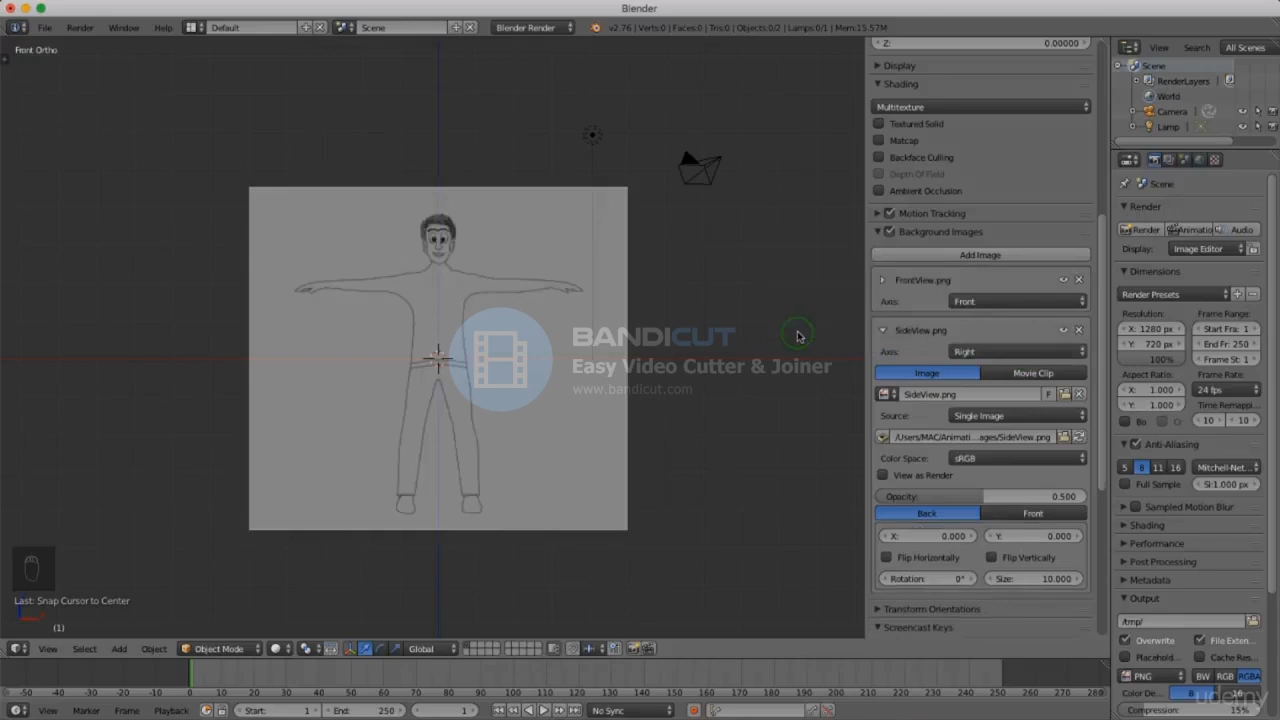 Blender
File Render Window Help Default Scene Blender Render v2.76 | Verts:0 | Faces:0 | Tris:0 | Objects:0/2 | Lamps:0/1 | Mem:15.57M
Front Ortho
Z: 0.00000
Display
Shading
Multitexture
Textured Solid
Matcap
Backface Culling
Depth Of Field
Ambient Occlusion
Motion Tracking
Background Images
Add Image
FrontView.png
Axis: Front
SideView.png
Axis: Right
Image Movie Clip
SideView.png F
Source: Single Image
/Users/MAC/Animati...ages/SideView.png
Color Space: sRGB
View as Render
Opacity: 0.500
Back Front
X: 0.000 Y: 0.000
Flip Horizontally Flip Vertically
Rotation: 0° Size: 10.000
Transform Orientations
Screencast Keys
BANDICUT
Easy Video Cutter & Joiner
www.bandicut.com
Last: Snap Cursor to Center
(1)
View Select Add Object Object Mode Global
-50 -40 -30 -20 -10 0 10 20 30 40 50 60 70 80 90 100 110 120 130 140 150 160 170 180 190 200 210 220 230 240 250 260 270 280
View Marker Frame Playback Start: 1 End: 250 1 No Sync
View Search All Scenes
Scene
RenderLayers
World
Camera
Lamp
Scene
Render
Render Animatio Audio
Display: Image Editor
Dimensions
Render Presets
Resolution: Frame Range:
X: 1280 px Start Fra: 1
Y: 720 px End Fr: 250
100% Frame St: 1
Aspect Ratio: Frame Rate:
X: 1.000 24 fps
Y: 1.000 Time Remappi...
Bo Cr 10 10
Anti-Aliasing
5 8 11 16 Mitchell-Net...
Full Sample Si:1.000 px
Sampled Motion Blur
Shading
Performance
Post Processing
Metadata
Output
/tmp/
Overwrite File Exten...
Placehold... Cache Res...
PNG BW RGB RGBA
Color De... 8 16
Compression: 15%
udemy